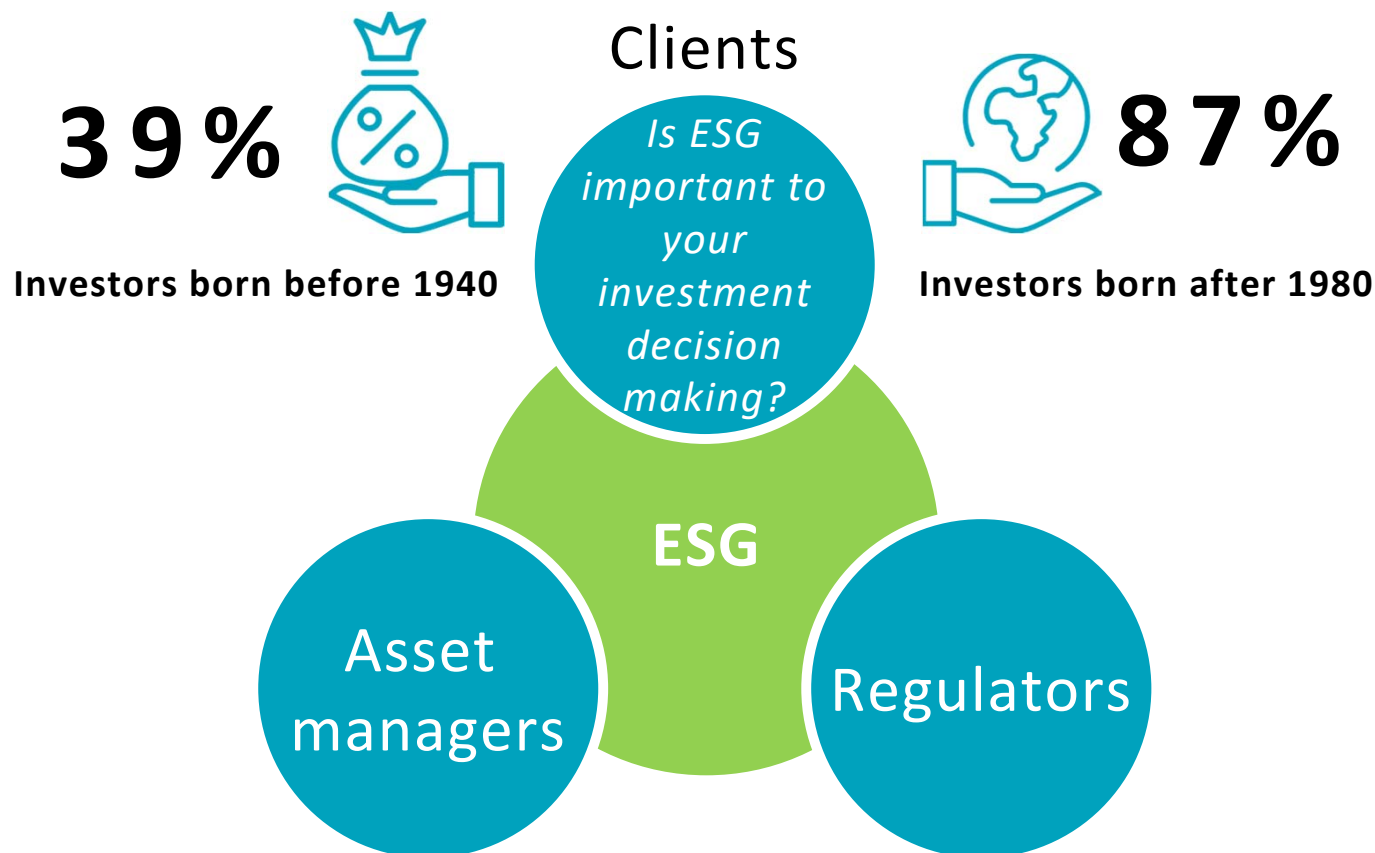 Clients
39%
Investors born before 1940
Is ESG
important to
your
investment
decision
making?
87%
Investors born after 1980
ESG
Asset
managers
Regulators